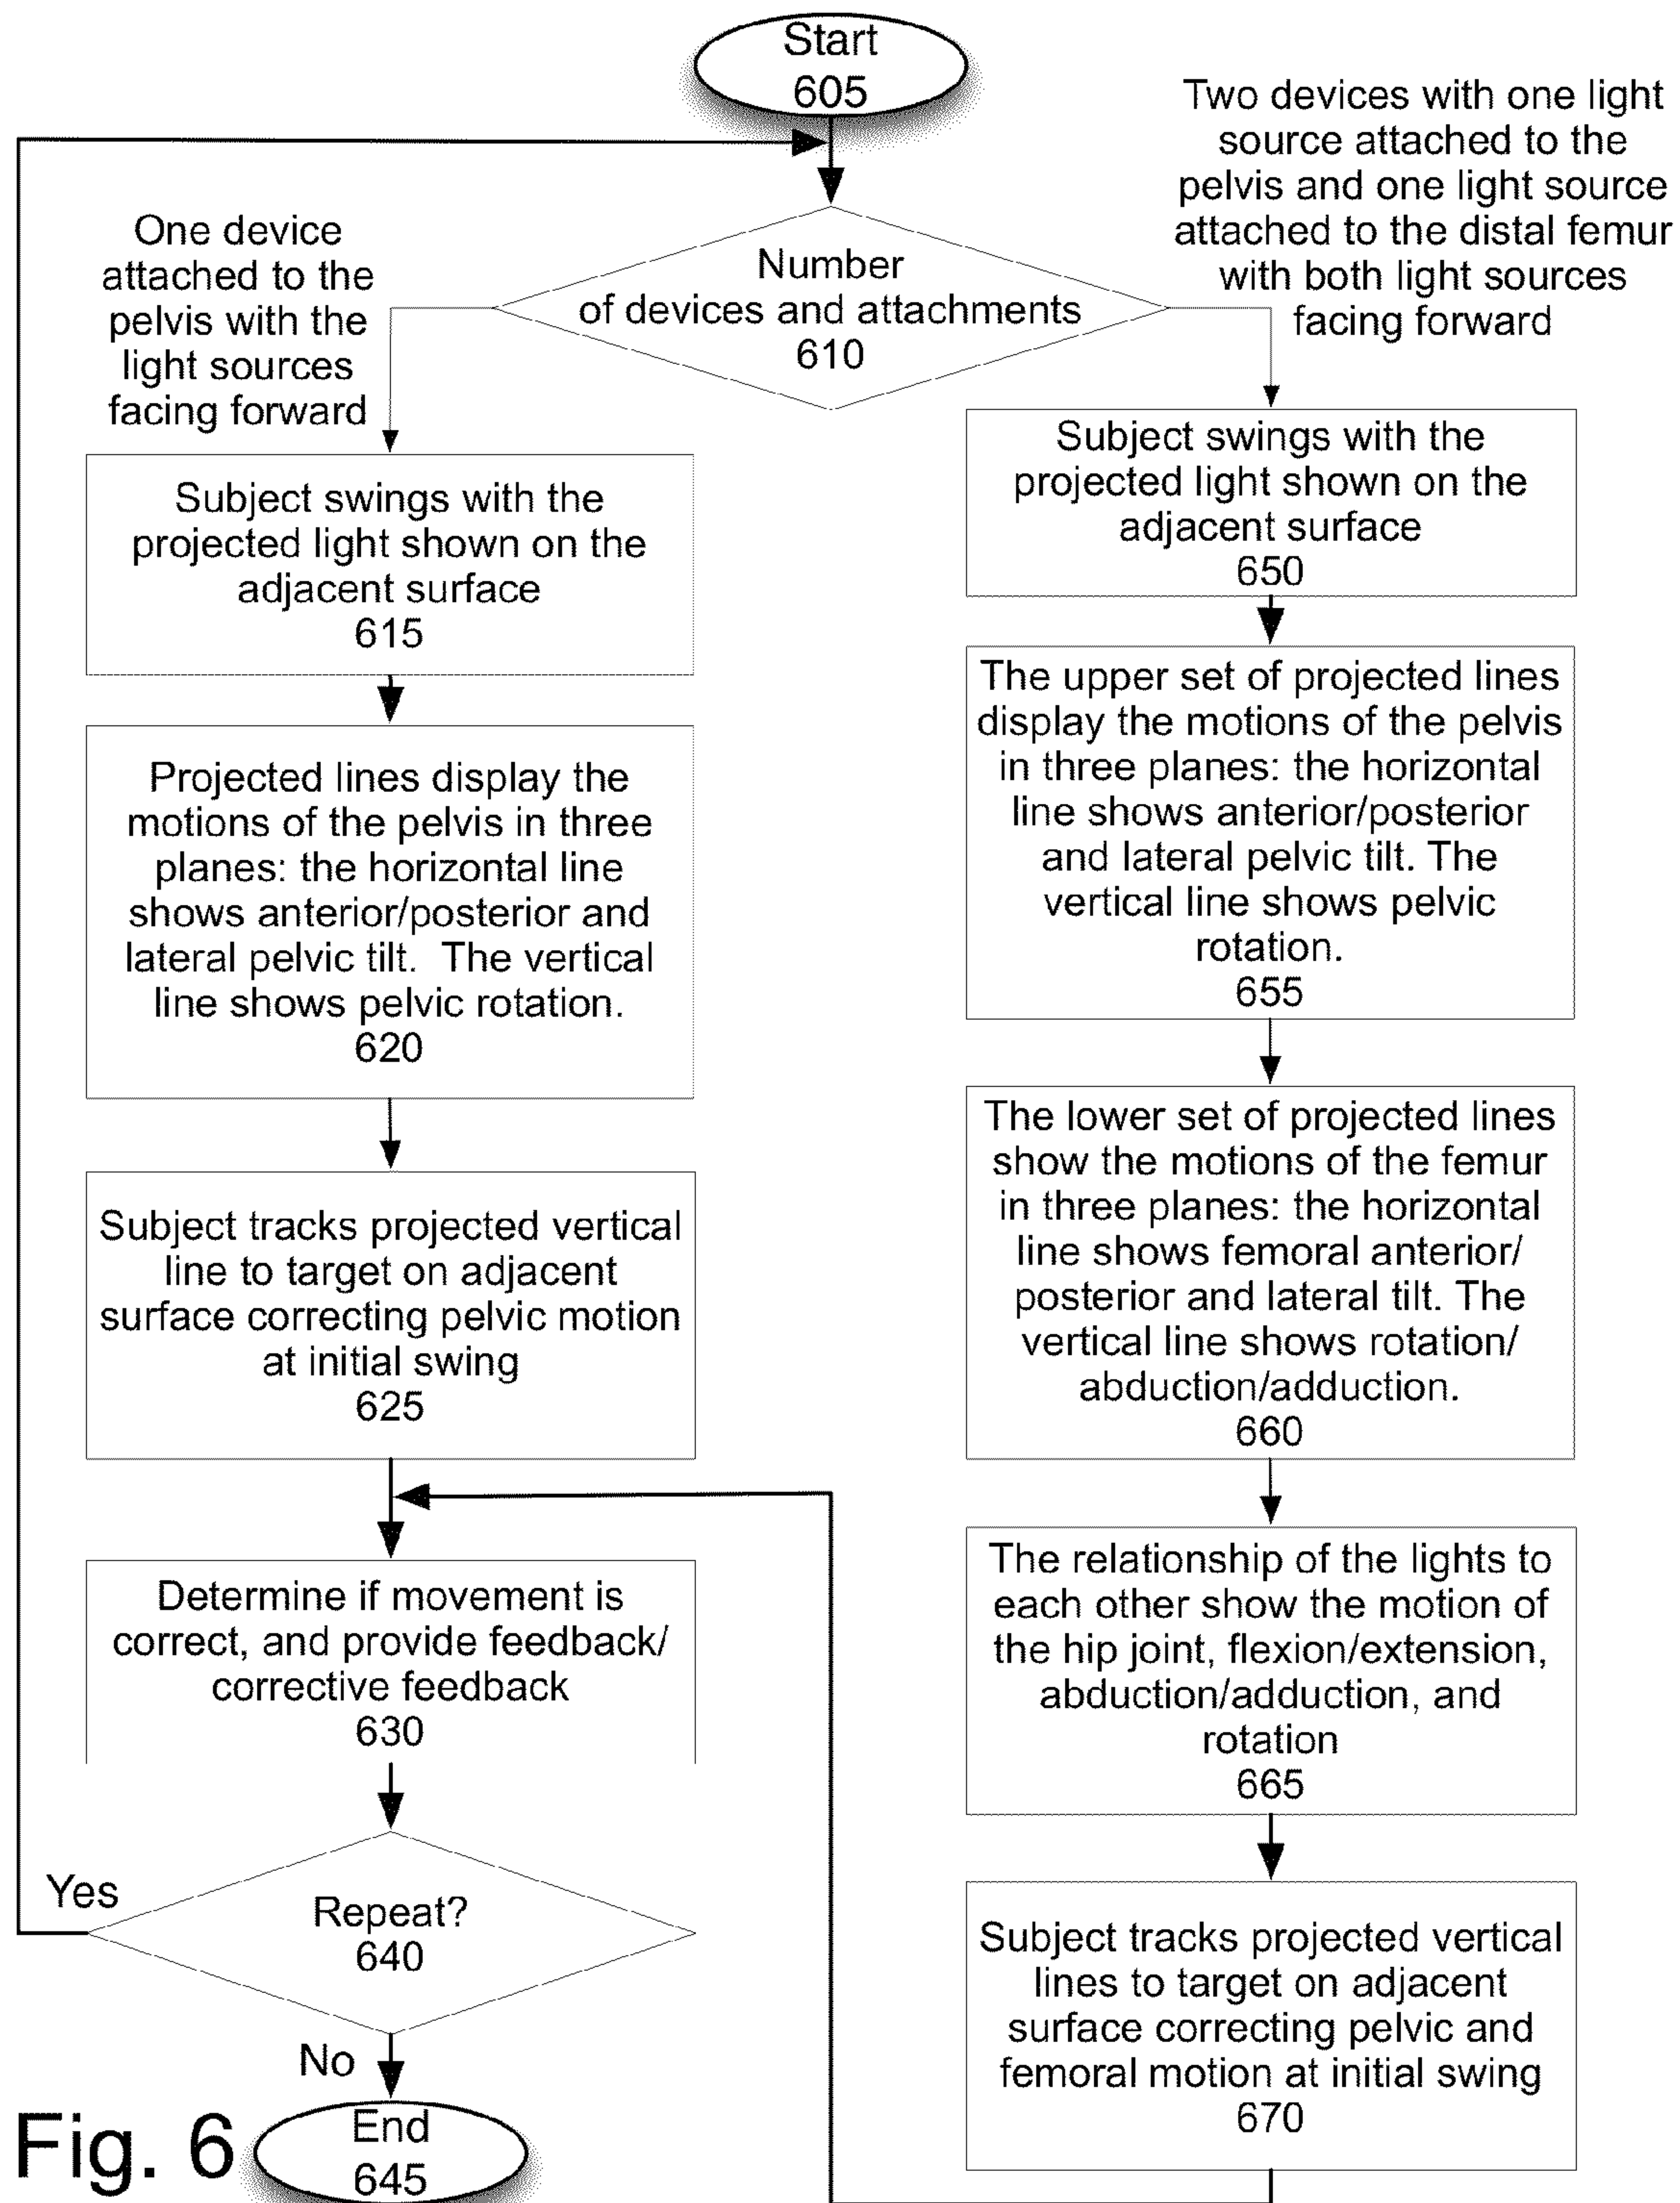 Start
605
Two devices with one light
source attached to the
pelvis and one light source
attached to the distal femur
with both light sources
facing forward
One device
attached to the
pelvis with the
light sources
facing forward
Number
of devices and attachments
610
Subject swings with the
projected light shown on the
adjacent surface
615
Projected lines display the
motions of the pelvis in three
planes: the horizontal line
shows anterior/posterior and
lateral pelvic tilt. The vertical
line shows pelvic rotation.
620
Subject tracks projected vertical
line to target on adjacent
surface correcting pelvic motion
at initial swing
625
Determine if movement is
correct, and provide feedback/
corrective feedback
630
Yes
Repeat?
640
No
End
645
Subject swings with the
projected light shown on the
adjacent surface
650
The upper set of projected lines
display the motions of the pelvis
in three planes: the horizontal
line shows anterior/posterior
and lateral pelvic tilt. The
vertical line shows pelvic
rotation.
655
The lower set of projected lines
show the motions of the femur
in three planes: the horizontal
line shows femoral anterior/
posterior and lateral tilt. The
vertical line shows rotation/
abduction/adduction.
660
The relationship of the lights to
each other show the motion of
the hip joint, flexion/extension,
abduction/adduction, and
rotation
665
Subject tracks projected vertical
lines to target on adjacent
surface correcting pelvic and
femoral motion at initial swing
670
Fig. 6